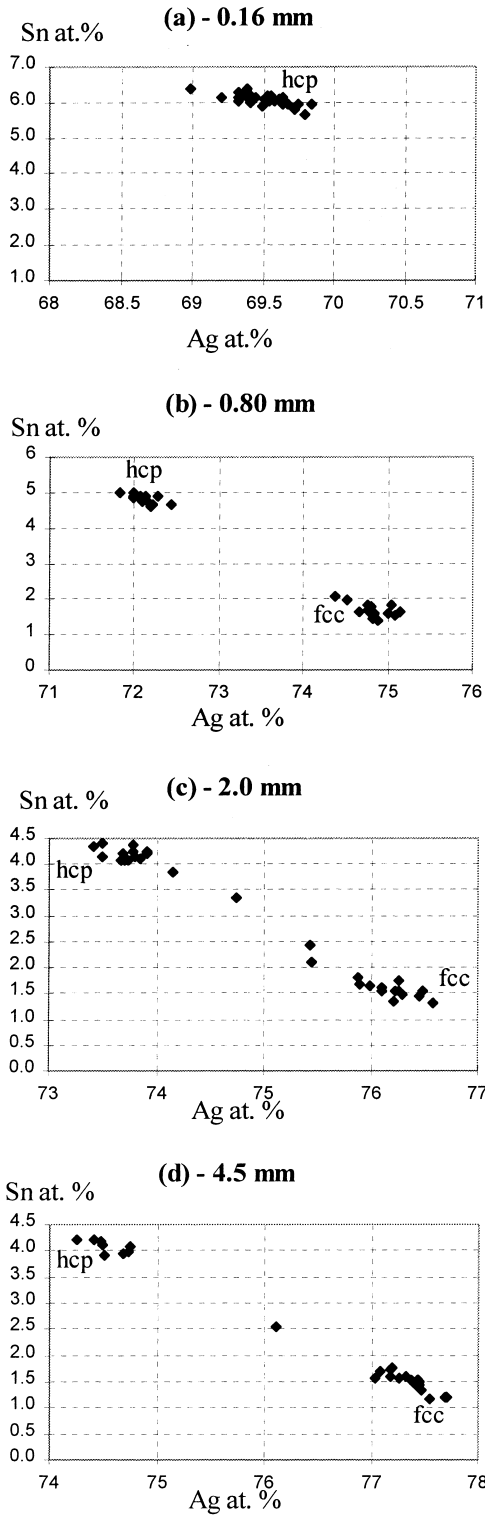 (a) - 0.16 mm
Sn at.%
7.0
hcp
6.0
5.0
4.0
3.0
2.0
1.0
68 68.5 69 69.5 70 70.5 71
Ag at.%
(b) - 0.80 mm
Sn at. %
6
hcp
5
4
3
2
fcc
1
0
71 72 73 74 75 76
Ag at. %
(c) - 2.0 mm
Sn at. %
4.5
4.0
hcp
3.5
3.0
2.5
2.0
fcc
1.5
1.0
0.5
0.0
73 74 75 76 77
Ag at. %
(d) - 4.5 mm
Sn at. %
4.5
4.0
hcp
3.5
3.0
2.5
2.0
1.5
1.0
fcc
0.5
0.0
74 75 76 77 78
Ag at. %